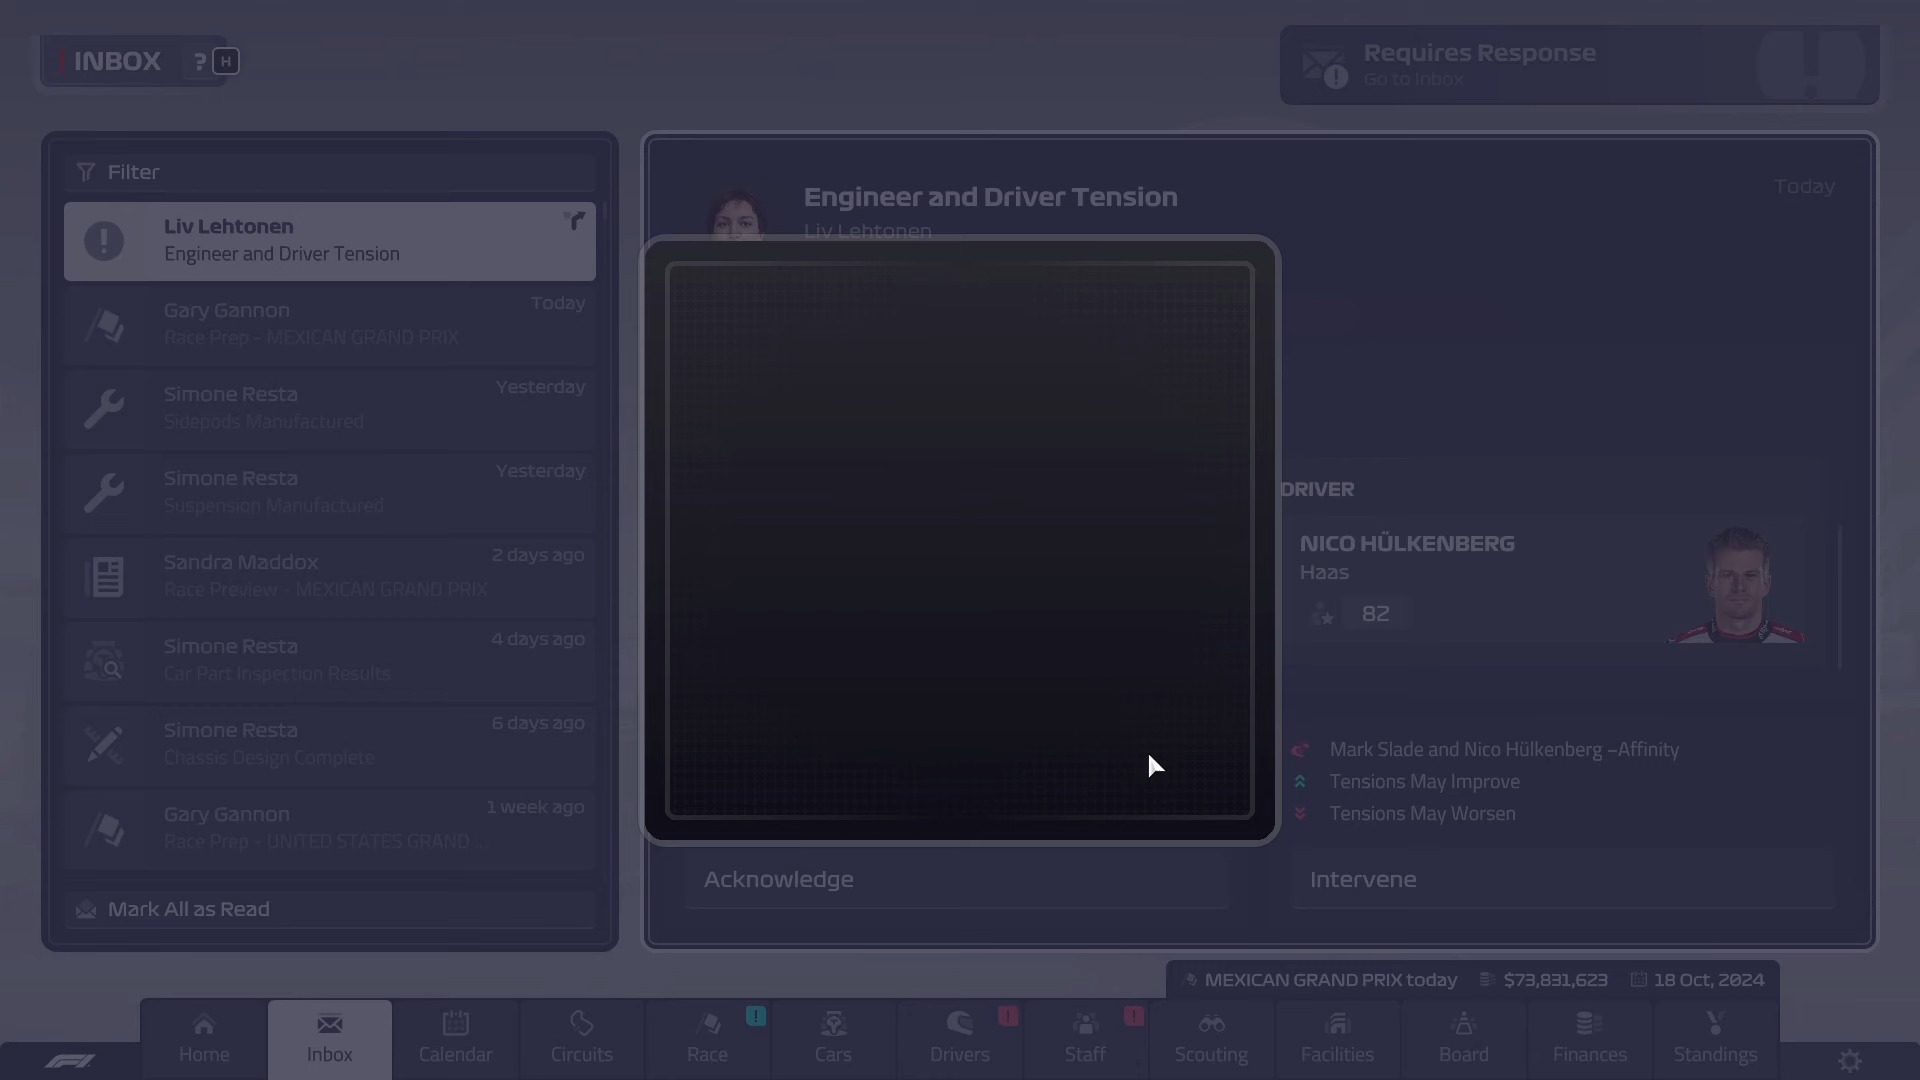 INBOX
?
H
Requires Response
Go to Inbox
Filter
Liv Lehtonen
Engineer and Driver Tension
Gary Gannon
Today
Race Prep - MEXICAN GRAND PRIX
Simone Resta
Yesterday
Sidepods Manufactured
Simone Resta
Yesterday
Suspension Manufactured
Sandra Maddox
2 days ago
Race Preview - MEXICAN GRAND PRIX
Simone Resta
4 days ago
Car Part Inspection Results
Simone Resta
6 days ago
Chassis Design Complete
Gary Gannon
1 week ago
Race Prep - UNITED STATES GRAND ...
Mark All as Read
Engineer and Driver Tension
Today
Liv Lehtonen
DRIVER
NICO HÜLKENBERG
Haas
82
Mark Slade and Nico Hülkenberg –Affinity
Tensions May Improve
Tensions May Worsen
Acknowledge
Intervene
MEXICAN GRAND PRIX today
$73,831,623
18 Oct, 2024
Home
Inbox
Calendar
Circuits
Race
Cars
Drivers
Staff
Scouting
Facilities
Board
Finances
Standings